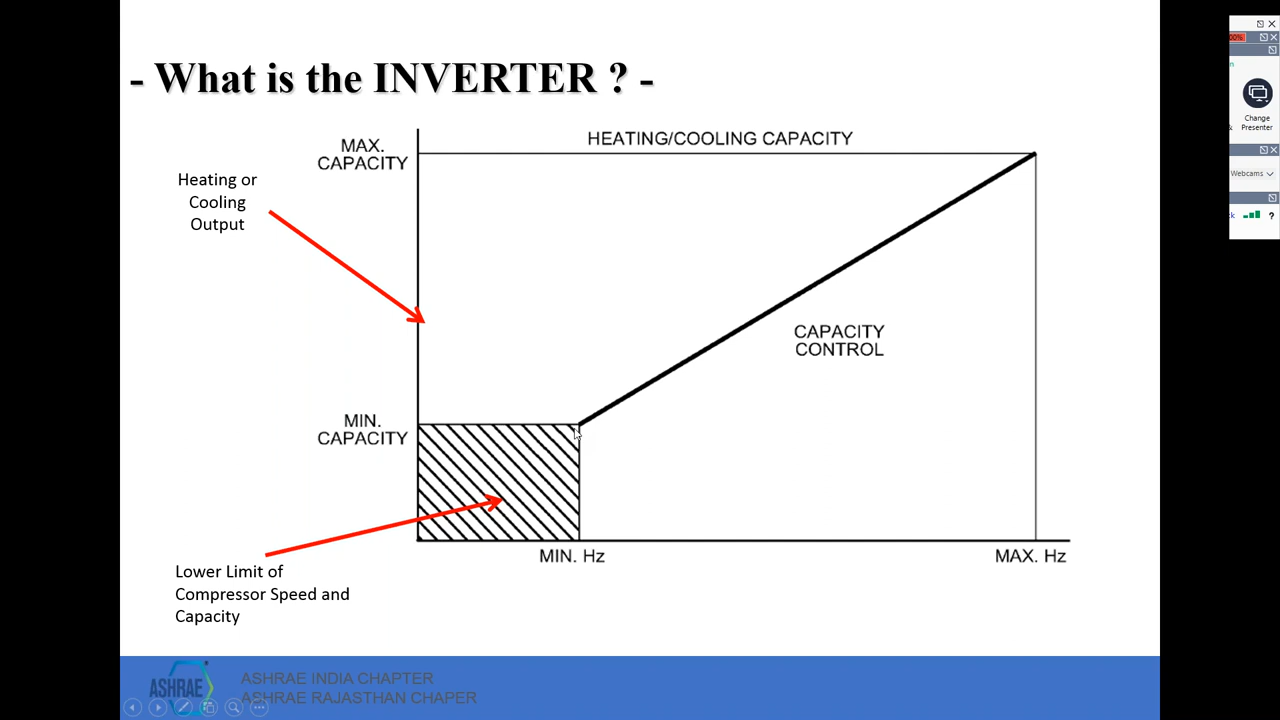 - What is the INVERTER ? -
HEATING/COOLING CAPACITY
MAX.
CAPACITY
Heating or
Cooling
Output
CAPACITY
CONTROL
MIN.
CAPACITY
MIN. Hz
MAX. Hz
Lower Limit of
Compressor Speed and
Capacity
ASHRAE
ASHRAE INDIA CHAPTER
ASHRAE RAJASTHAN CHAPER
Change
Presenter
Webcams
?